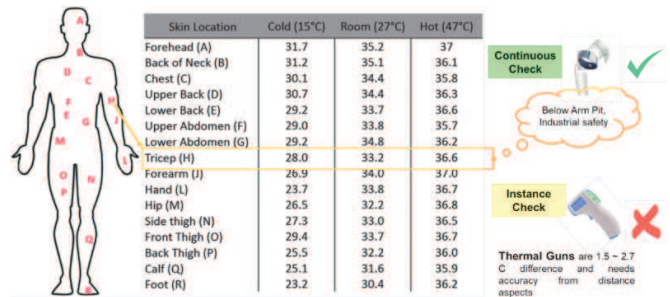 A
B
D
C
F
E
G
H
J
M
L
O
N
P
Q
R
Skin Location Cold (15°C) Room (27°C) Hot (47°C)
Forehead (A) 31.7 35.2 37
Back of Neck (B) 31.2 35.1 36.1
Chest (C) 30.1 34.4 35.8
Upper Back (D) 30.7 34.4 36.3
Lower Back (E) 29.2 33.7 36.6
Upper Abdomen (F) 29.0 33.8 35.7
Lower Abdomen (G) 29.2 34.8 36.2
Tricep (H) 28.0 33.2 36.6
Forearm (J) 26.9 34.0 37.0
Hand (L) 23.7 33.8 36.7
Hip (M) 26.5 32.2 36.8
Side thigh (N) 27.3 33.0 36.5
Front Thigh (O) 29.4 33.7 36.7
Back Thigh (P) 25.5 32.2 36.0
Calf (Q) 25.1 31.6 35.9
Foot (R) 23.2 30.4 36.2
Continuous
Check
Below Arm Pit,
Industrial safety
Instance
Check
Thermal Guns are 1.5 ~ 2.7
C difference and needs
accuracy from distance
aspects